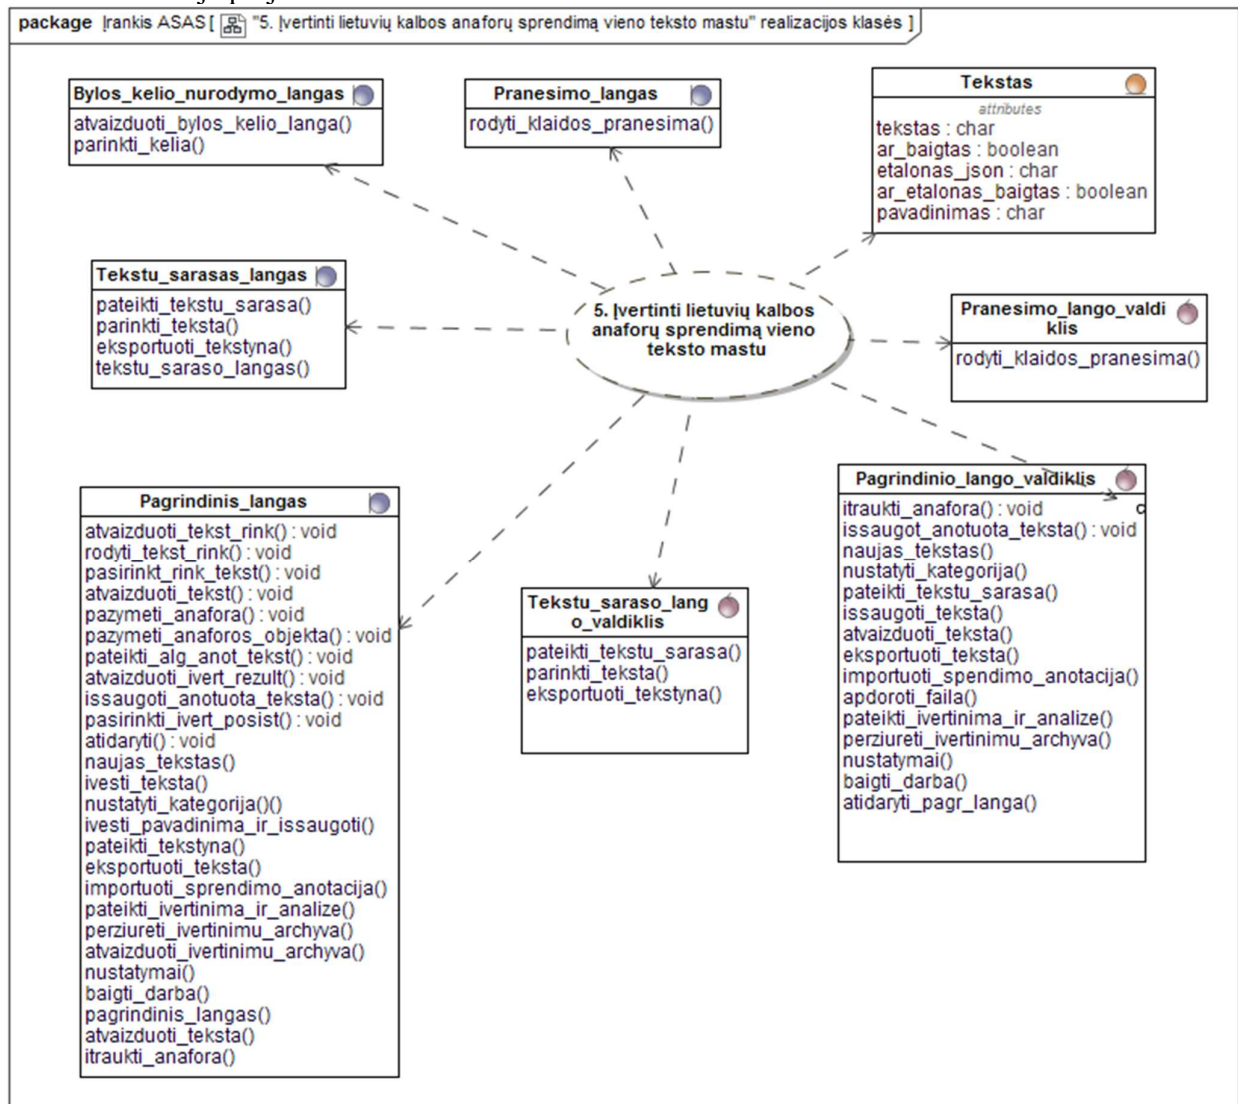 package Įrankis ASAS [ "5. Įvertinti lietuvių kalbos anaforų sprendimą vieno teksto mastu" realizacijos klasės ]
Bylos_kelio_nurodymo_langas
atvaizduoti_bylos_kelio_langa()
parinkti_kelia()
Pranesimo_langas
rodyti_klaidos_pranesima()
Tekstas
attributes
tekstas : char
ar_baigtas : boolean
etalonas_json : char
ar_etalonas_baigtas : boolean
pavadinimas : char
Tekstu_sarasas_langas
pateikti_tekstu_sarasa()
parinkti_teksta()
eksportuoti_tekstyna()
tekstu_saraso_langas()
5. Įvertinti lietuvių kalbos
anaforų sprendimą vieno
teksto mastu
Pranesimo_lango_valdi
klis
rodyti_klaidos_pranesima()
Pagrindinis_langas
atvaizduoti_tekst_rink() : void
rodyti_tekst_rink() : void
pasirinkt_rink_tekst() : void
atvaizduoti_tekst() : void
pazymeti_anafora() : void
pazymeti_anaforos_objekta() : void
pateikti_alg_anot_tekst() : void
atvaizduoti_ivert_rezult() : void
issaugoti_anotuota_teksta() : void
pasirinkti_ivert_posist() : void
atidaryti() : void
naujas_tekstas()
ivesti_teksta()
nustatyti_kategorija()()
ivesti_pavadinima_ir_issaugoti()
pateikti_tekstyna()
eksportuoti_teksta()
importuoti_sprendimo_anotacija()
pateikti_ivertinima_ir_analize()
perziureti_ivertinimu_archyva()
atvaizduoti_ivertinimu_archyva()
nustatymai()
baigti_darba()
pagrindinis_langas()
atvaizduoti_teksta()
itraukti_anafora()
Tekstu_saraso_lang
o_valdiklis
pateikti_tekstu_sarasa()
parinkti_teksta()
eksportuoti_tekstyna()
Pagrindinio_lango_valdiklis
itraukti_anafora() : void
issaugot_anotuota_teksta() : void
naujas_tekstas()
nustatyti_kategorija()
pateikti_tekstu_sarasa()
issaugoti_teksta()
atvaizduoti_teksta()
eksportuoti_teksta()
importuoti_spendimo_anotacija()
apdoroti_faila()
pateikti_ivertinima_ir_analize()
perziureti_ivertinimu_archyva()
nustatymai()
baigti_darba()
atidaryti_pagr_langa()